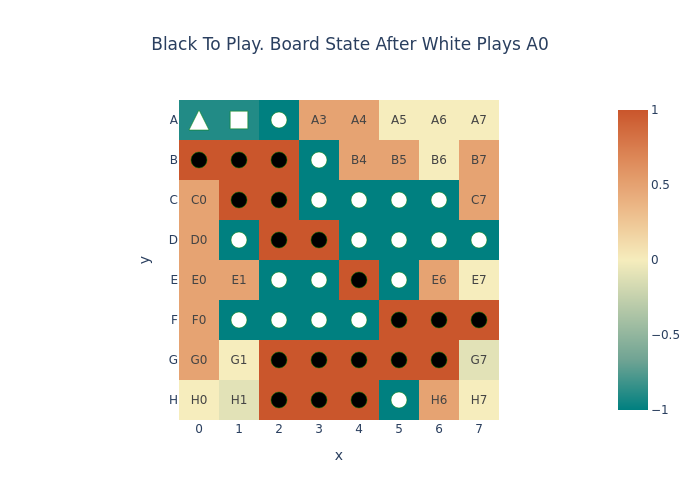 Black To Play. Board State After White Plays A0
A A3 A4 A5 A6 A7
B B4 B5 B6 B7
C C0 C7
D D0
E E0 E1 E6 E7
F F0
G G0 G1 G7
H H0 H1 H6 H7
0 1 2 3 4 5 6 7
x
y
1
0.5
0
−0.5
−1